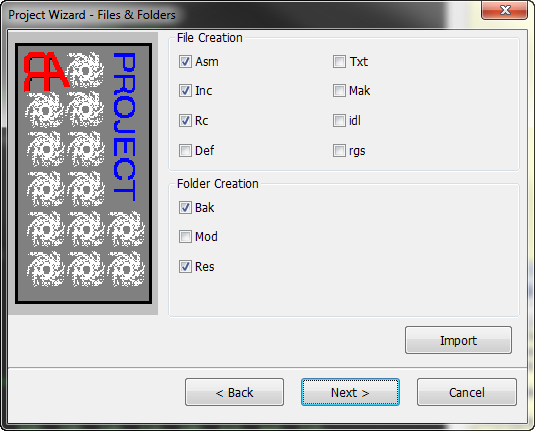 Project Wizard - Files & Folders
RA
PROJECT
File Creation
Asm
Txt
Inc
Mak
Rc
idl
Def
rgs
Folder Creation
Bak
Mod
Res
Import
< Back
Next >
Cancel